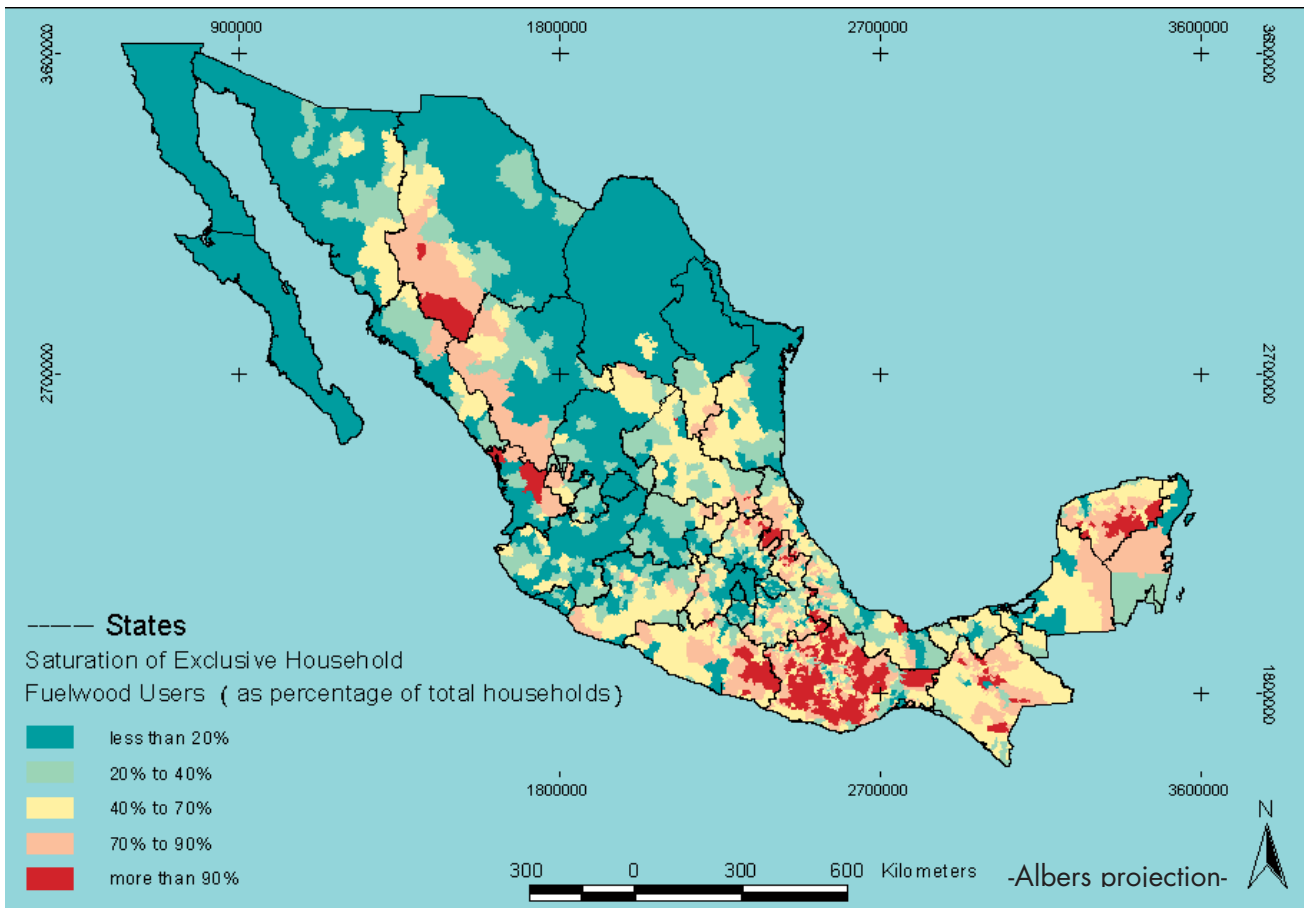 900000 1800000 2700000 3600000
3600000 3600000
2700000 2700000
1800000
States
Saturation of Exclusive Household
Fuelwood Users ( as percentage of total households)
less than 20%
20% to 40%
40% to 70%
70% to 90%
more than 90%
1800000 2700000 3600000
300 0 300 600 Kilometers
-Albers projection-
N